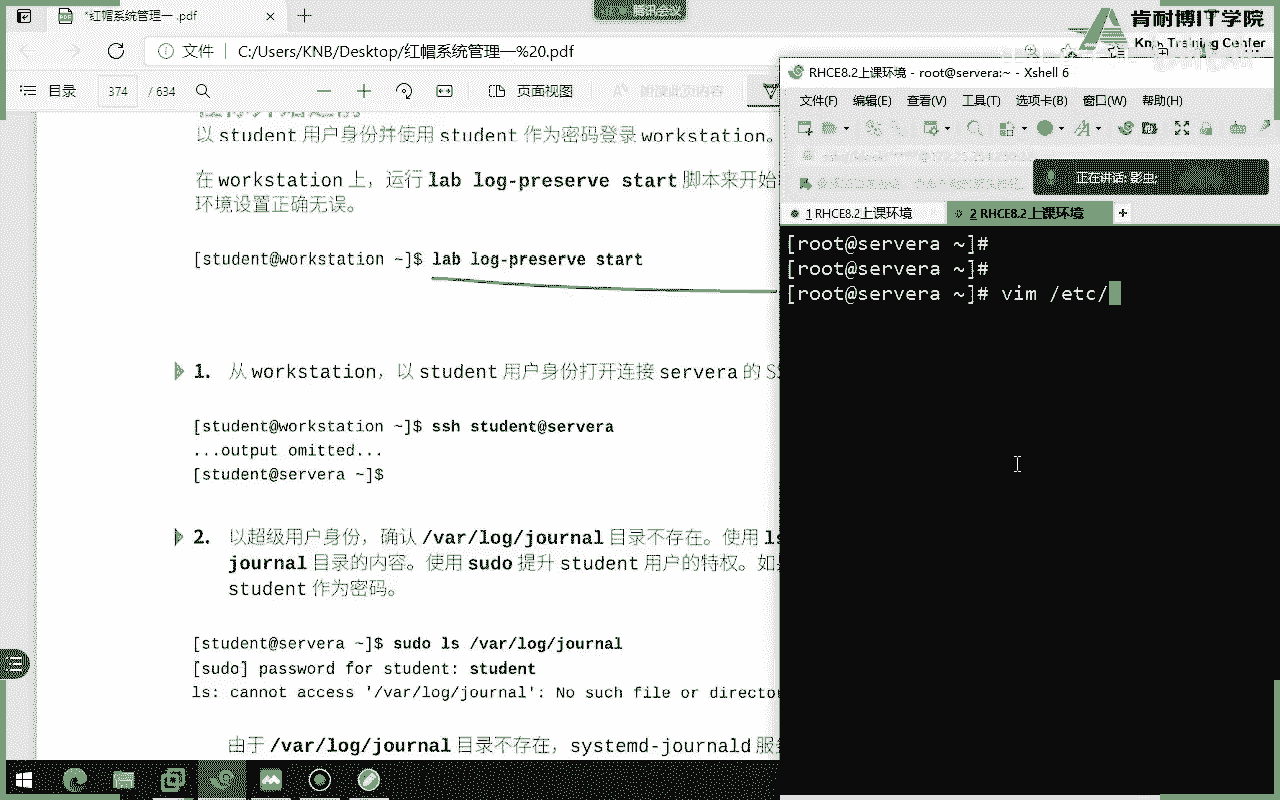 *红帽系统管理一 .pdf
腾讯会议
肯耐博IT学院
KnB Training Center
文件 C:/Users/KNB/Desktop/红帽系统管理一%20.pdf
目录 374 / 634 页面视图 朗读此页内容
以 student 用户身份并使用 student 作为密码登录 workstation。
在 workstation 上，运行 lab log-preserve start 脚本来开始
环境设置正确无误。
[student@workstation ~]$ lab log-preserve start
1. 从 workstation，以 student 用户身份打开连接 servera 的 S
[student@workstation ~]$ ssh student@servera
...output omitted...
[student@servera ~]$
2. 以超级用户身份，确认 /var/log/journal 目录不存在。使用 ls
journal 目录的内容。使用 sudo 提升 student 用户的特权。如
student 作为密码。
[student@servera ~]$ sudo ls /var/log/journal
[sudo] password for student: student
ls: cannot access '/var/log/journal': No such file or directo
由于 /var/log/journal 目录不存在，systemd-journald 服
RHCE8.2上课环境 - root@servera:~ - Xshell 6
文件(F) 编辑(E) 查看(V) 工具(T) 选项卡(B) 窗口(W) 帮助(H)
正在讲话: 影虫;
1 RHCE8.2上课环境
2 RHCE8.2上课环境
[root@servera ~]#
[root@servera ~]#
[root@servera ~]# vim /etc/